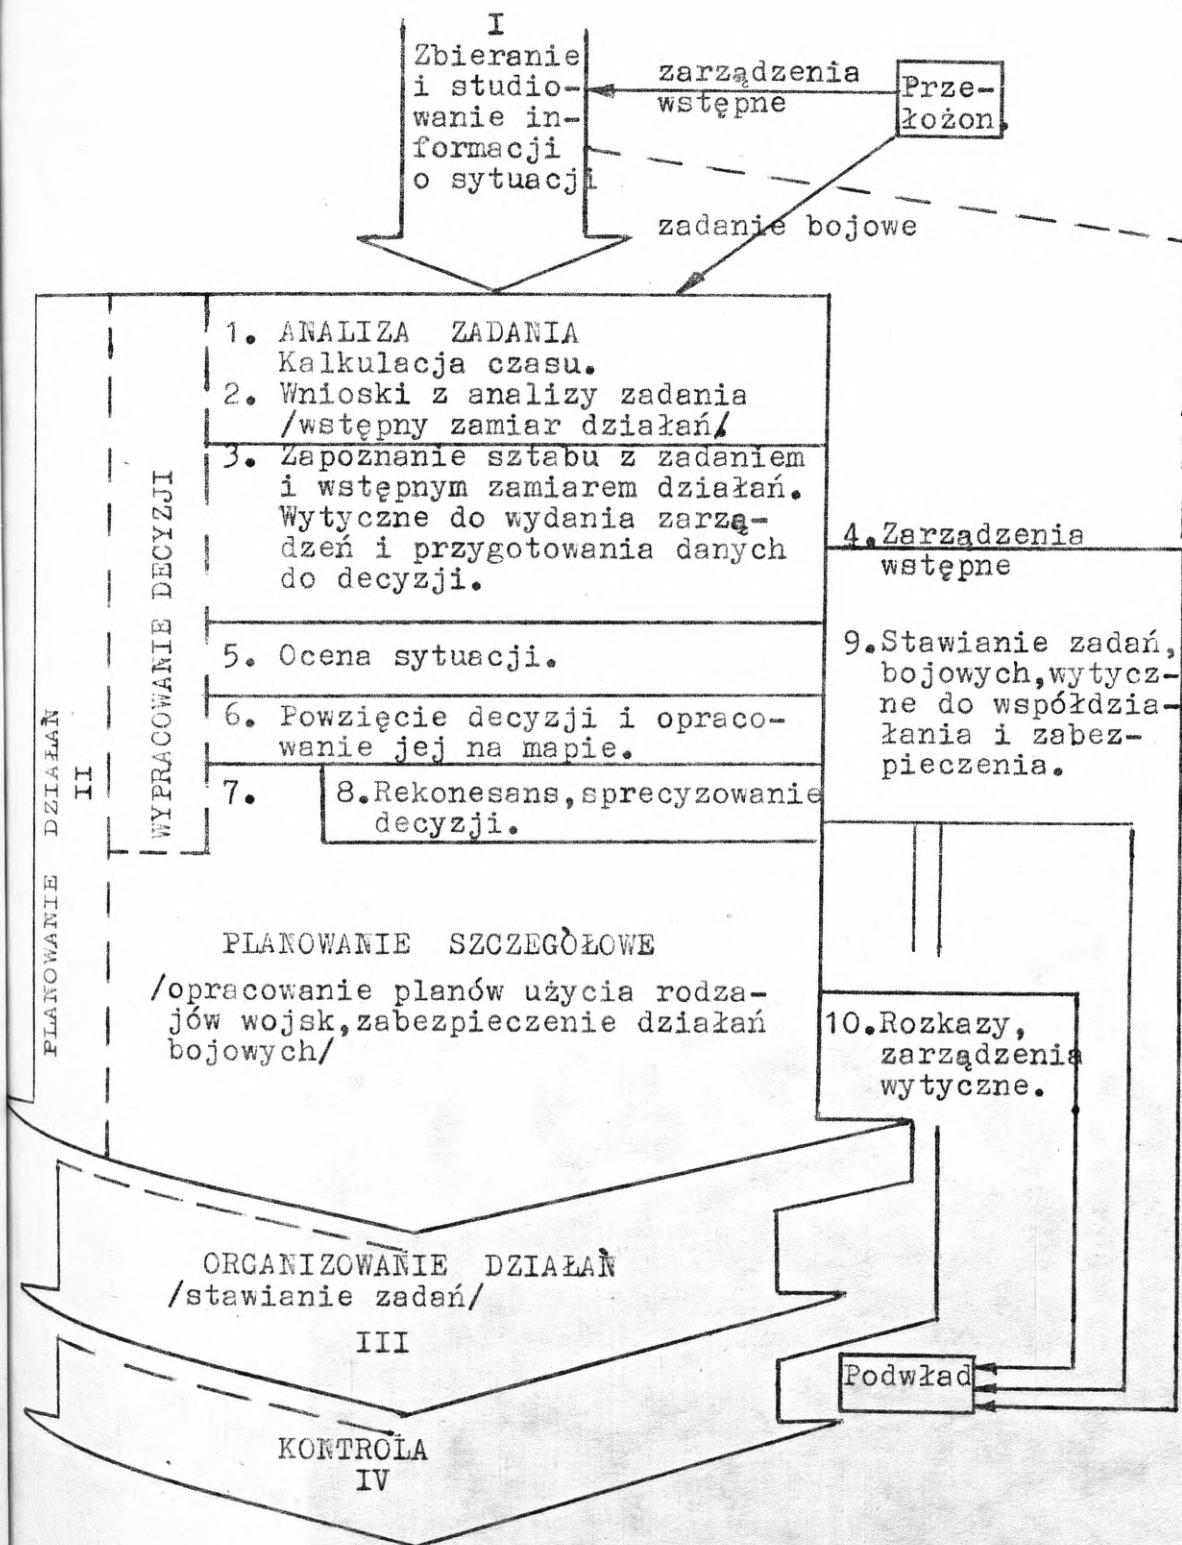 I
Zbieranie
i studio-
wanie in-
formacji
o sytuacji
zarządzenia
wstępne
Prze-
łożon.
zadanie bojowe
1. ANALIZA ZADANIA
Kalkulacja czasu.
2. Wnioski z analizy zadania
/wstępny zamiar działań/
3. Zapoznanie sztabu z zadaniem
i wstępnym zamiarem działań.
Wytyczne do wydania zarzą-
dzeń i przygotowania danych
do decyzji.
4. Zarządzenia
wstępne
5. Ocena sytuacji.
6. Powzięcie decyzji i opraco-
wanie jej na mapie.
7.
8. Rekonesans, sprecyzowanie
decyzji.
9. Stawianie zadań,
bojowych, wytycz-
ne do współdzia-
łania i zabez-
pieczenia.
WYPRACOWANIE DECYZJI
PLANOWANIE DZIAŁAŃ
II
PLANOWANIE SZCZEGÓŁOWE
/opracowanie planów użycia rodza-
jów wojsk, zabezpieczenie działań
bojowych/
10. Rozkazy,
zarządzenia
wytyczne.
ORGANIZOWANIE DZIAŁAŃ
/stawianie zadań/
III
Podwład
KONTROLA
IV